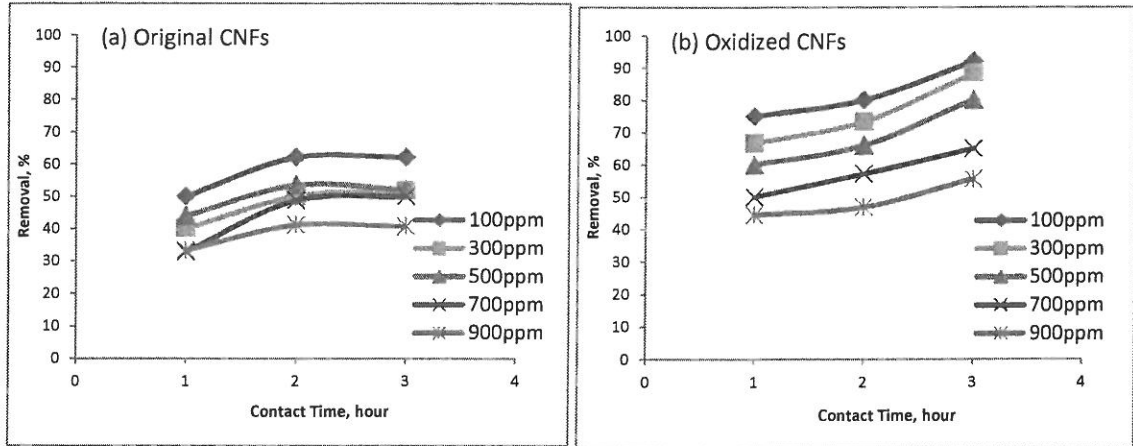 (a) Original CNFs
100
90
80
70
60
50
40
30
20
10
0
Removal, %
0 1 2 3 4
Contact Time, hour
100ppm
300ppm
500ppm
700ppm
900ppm
(b) Oxidized CNFs
100
90
80
70
60
50
40
30
20
10
0
Removal, %
0 1 2 3 4
Contact Time, hour
100ppm
300ppm
500ppm
700ppm
900ppm